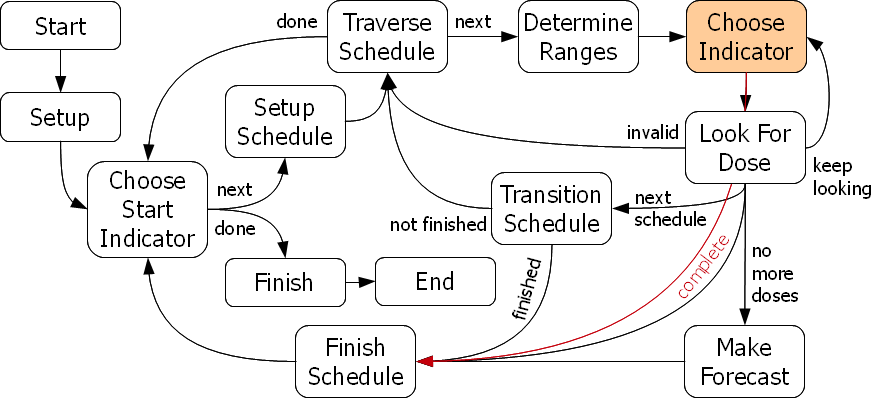 Start
done
Traverse
Schedule
next
Determine
Ranges
Choose
Indicator
Setup
Setup
Schedule
invalid
Look For
Dose
keep
looking
Choose
Start
Indicator
next
done
not finished
Transition
Schedule
next
schedule
Finish
End
finished
complete
no
more
doses
Finish
Schedule
Make
Forecast